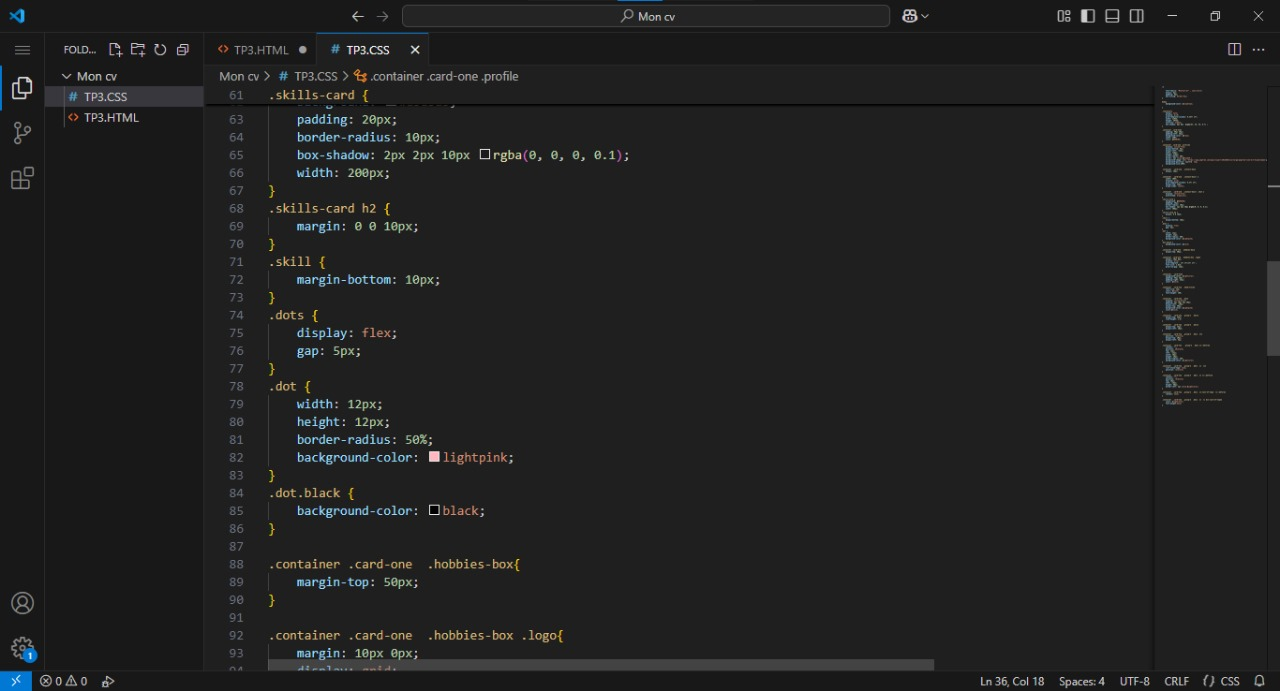 Mon cv
FOLD...
TP3.HTML
# TP3.CSS
Mon cv
# TP3.CSS
TP3.HTML
Mon cv > # TP3.CSS > .container .card-one .profile
61 .skills-card {
63 padding: 20px;
64 border-radius: 10px;
65 box-shadow: 2px 2px 10px rgba(0, 0, 0, 0.1);
66 width: 200px;
67 }
68 .skills-card h2 {
69 margin: 0 0 10px;
70 }
71 .skill {
72 margin-bottom: 10px;
73 }
74 .dots {
75 display: flex;
76 gap: 5px;
77 }
78 .dot {
79 width: 12px;
80 height: 12px;
81 border-radius: 50%;
82 background-color: lightpink;
83 }
84 .dot.black {
85 background-color: black;
86 }
87
88 .container .card-one  .hobbies-box{
89 margin-top: 50px;
90 }
91
92 .container .card-one  .hobbies-box .logo{
93 margin: 10px 0px;
94 display: grid;
1
0 0
Ln 36, Col 18 Spaces: 4 UTF-8 CRLF {} CSS